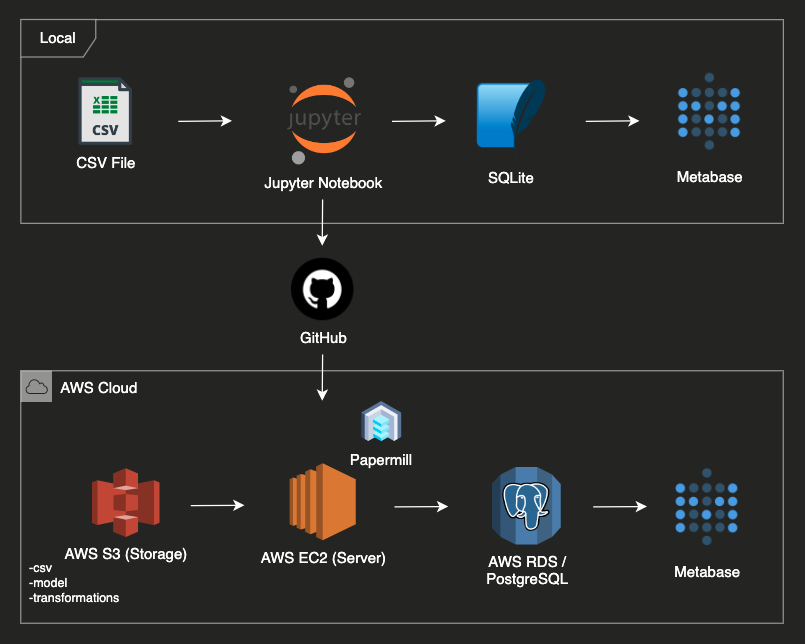 Local
CSV
CSV File
jupyter
Jupyter Notebook
SQLite
Metabase
GitHub
AWS Cloud
Papermill
AWS S3 (Storage)
-csv
-model
-transformations
AWS EC2 (Server)
AWS RDS /
PostgreSQL
Metabase